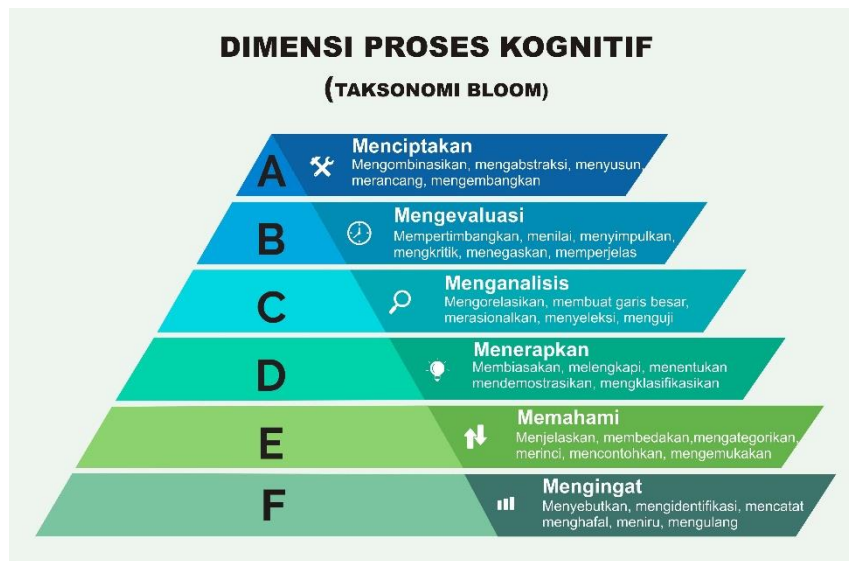 DIMENSI PROSES KOGNITIF
(TAKSONOMI BLOOM)
A
Menciptakan
Mengombinasikan, mengabstraksi, menyusun,
merancang, mengembangkan
B
Mengevaluasi
Mempertimbangkan, menilai, menyimpulkan,
mengkritik, menegaskan, memperjelas
C
Menganalisis
Mengorelasikan, membuat garis besar,
merasionalkan, menyeleksi, menguji
D
Menerapkan
Membiasakan, melengkapi, menentukan
mendemostrasikan, mengklasifikasikan
E
Memahami
Menjelaskan, membedakan,mengategorikan,
merinci, mencontohkan, mengemukakan
F
Mengingat
Menyebutkan, mengidentifikasi, mencatat
menghafal, meniru, mengulang